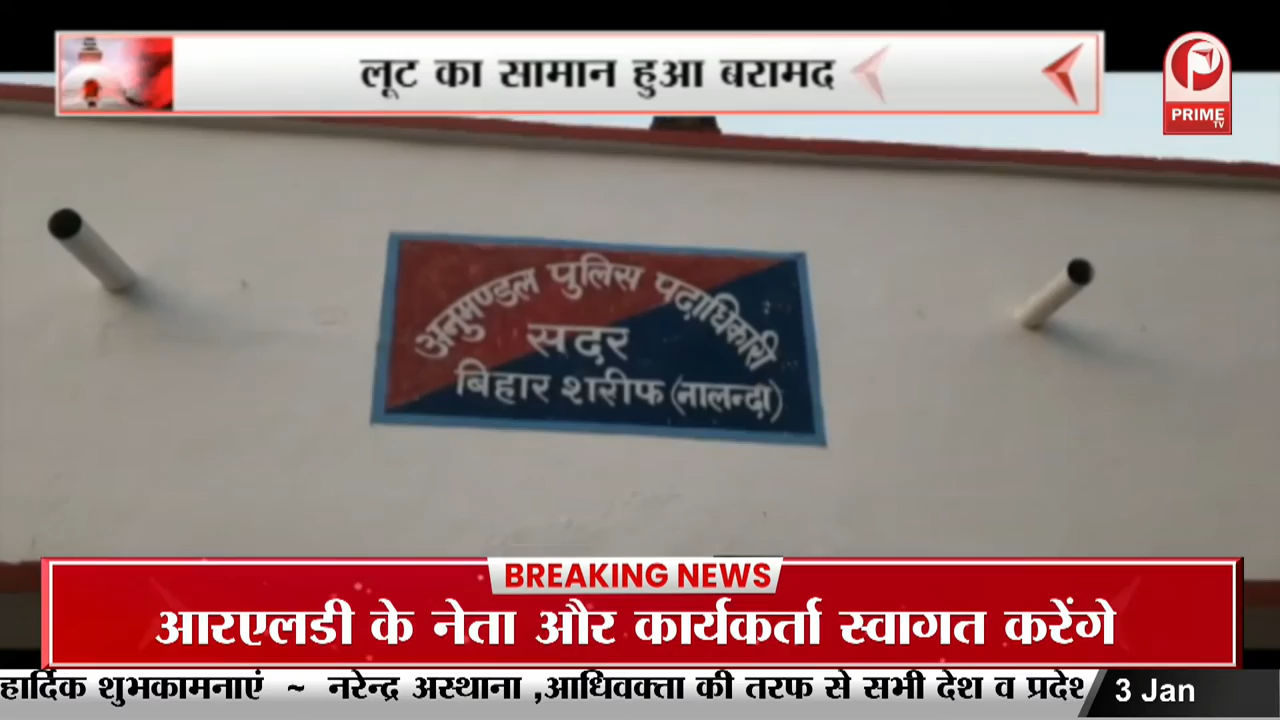 लूट का सामान हुआ बरामद
PRIME
TV
अनुमण्डल पुलिस पदाधिकारी
सदर
बिहार शरीफ (नालन्दा)
BREAKING NEWS
आरएलडी के नेता और कार्यकर्ता स्वागत करेंगे
हार्दिक शुभकामनाएं ~ नरेन्द्र अस्थाना ,आधिवक्ता की तरफ से सभी देश व प्रदेश
3 Jan